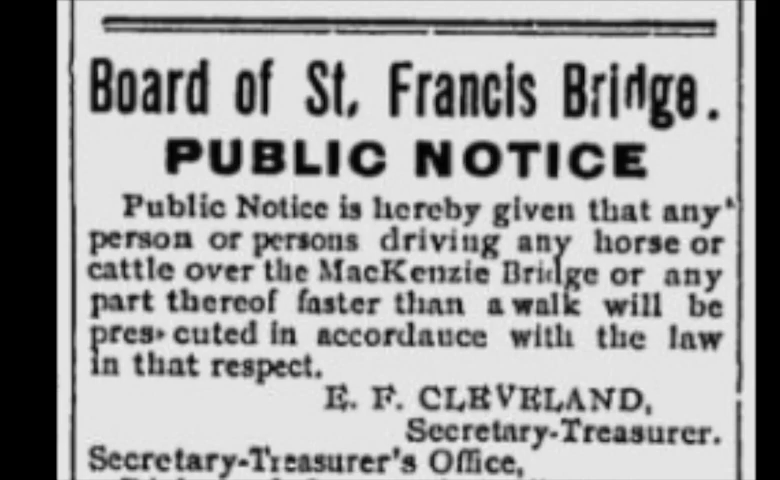 Board of St. Francis Bridge.
PUBLIC NOTICE
Public Notice is hereby given that any
person or persons driving any horse or
cattle over the MacKenzie Bridge or any
part thereof faster than a walk will be
pres cuted in accordance with the law
in that respect.
E. F. CLEVELAND,
Secretary-Treasurer.
Secretary-Treasurer's Office,